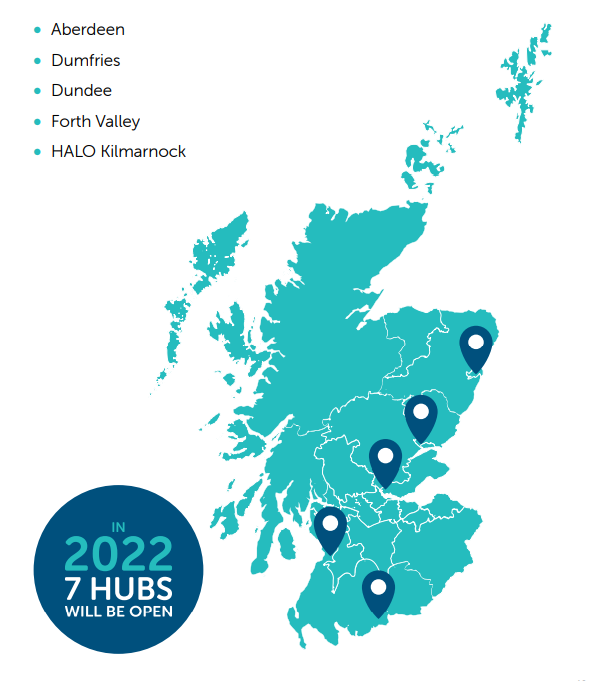 Aberdeen
Dumfries
Dundee
Forth Valley
HALO Kilmarnock
IN
2022
7 HUBS
WILL BE OPEN